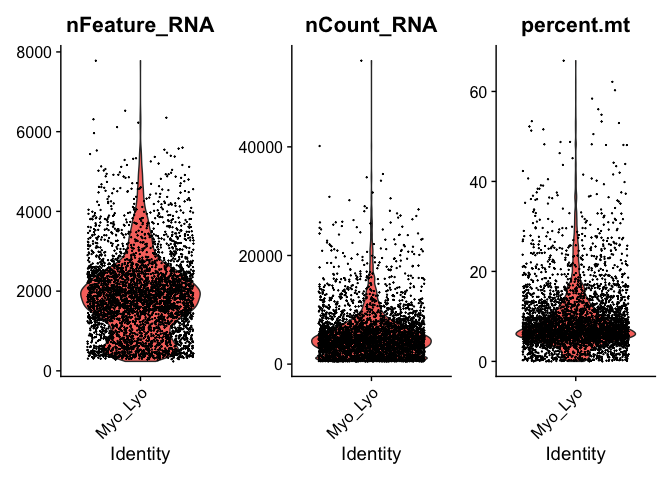 nFeature_RNA
8000
6000
4000
2000
0
Myo_Lyo
Identity
nCount_RNA
40000
20000
0
Myo_Lyo
Identity
percent.mt
60
40
20
0
Myo_Lyo
Identity